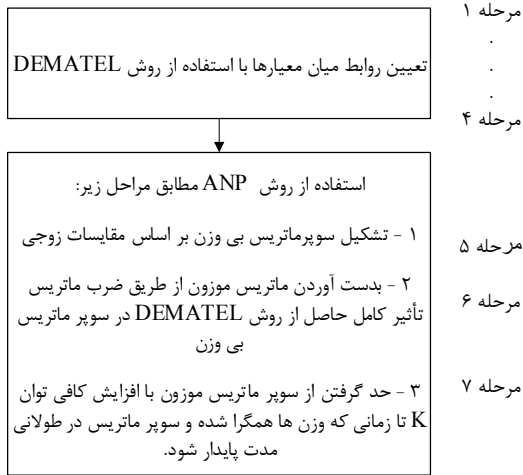 مرحله ۱
.
.
.
مرحله ۴
تعیین روابط میان معیارها با استفاده از روش DEMATEL
استفاده از روش ANP مطابق مراحل زیر:
۱ - تشکیل سوپرماتریس بی وزن بر اساس مقایسات زوجی
مرحله ۵
۲ - بدست آوردن ماتریس موزون از طریق ضرب ماتریس
تأثیر کامل حاصل از روش DEMATEL در سوپر ماتریس
بی وزن
مرحله ۶
۳ - حد گرفتن از سوپر ماتریس موزون با افزایش کافی توان
K تا زمانی که وزن ها همگرا شده و سوپر ماتریس در طولانی
مدت پایدار شود.
مرحله ۷